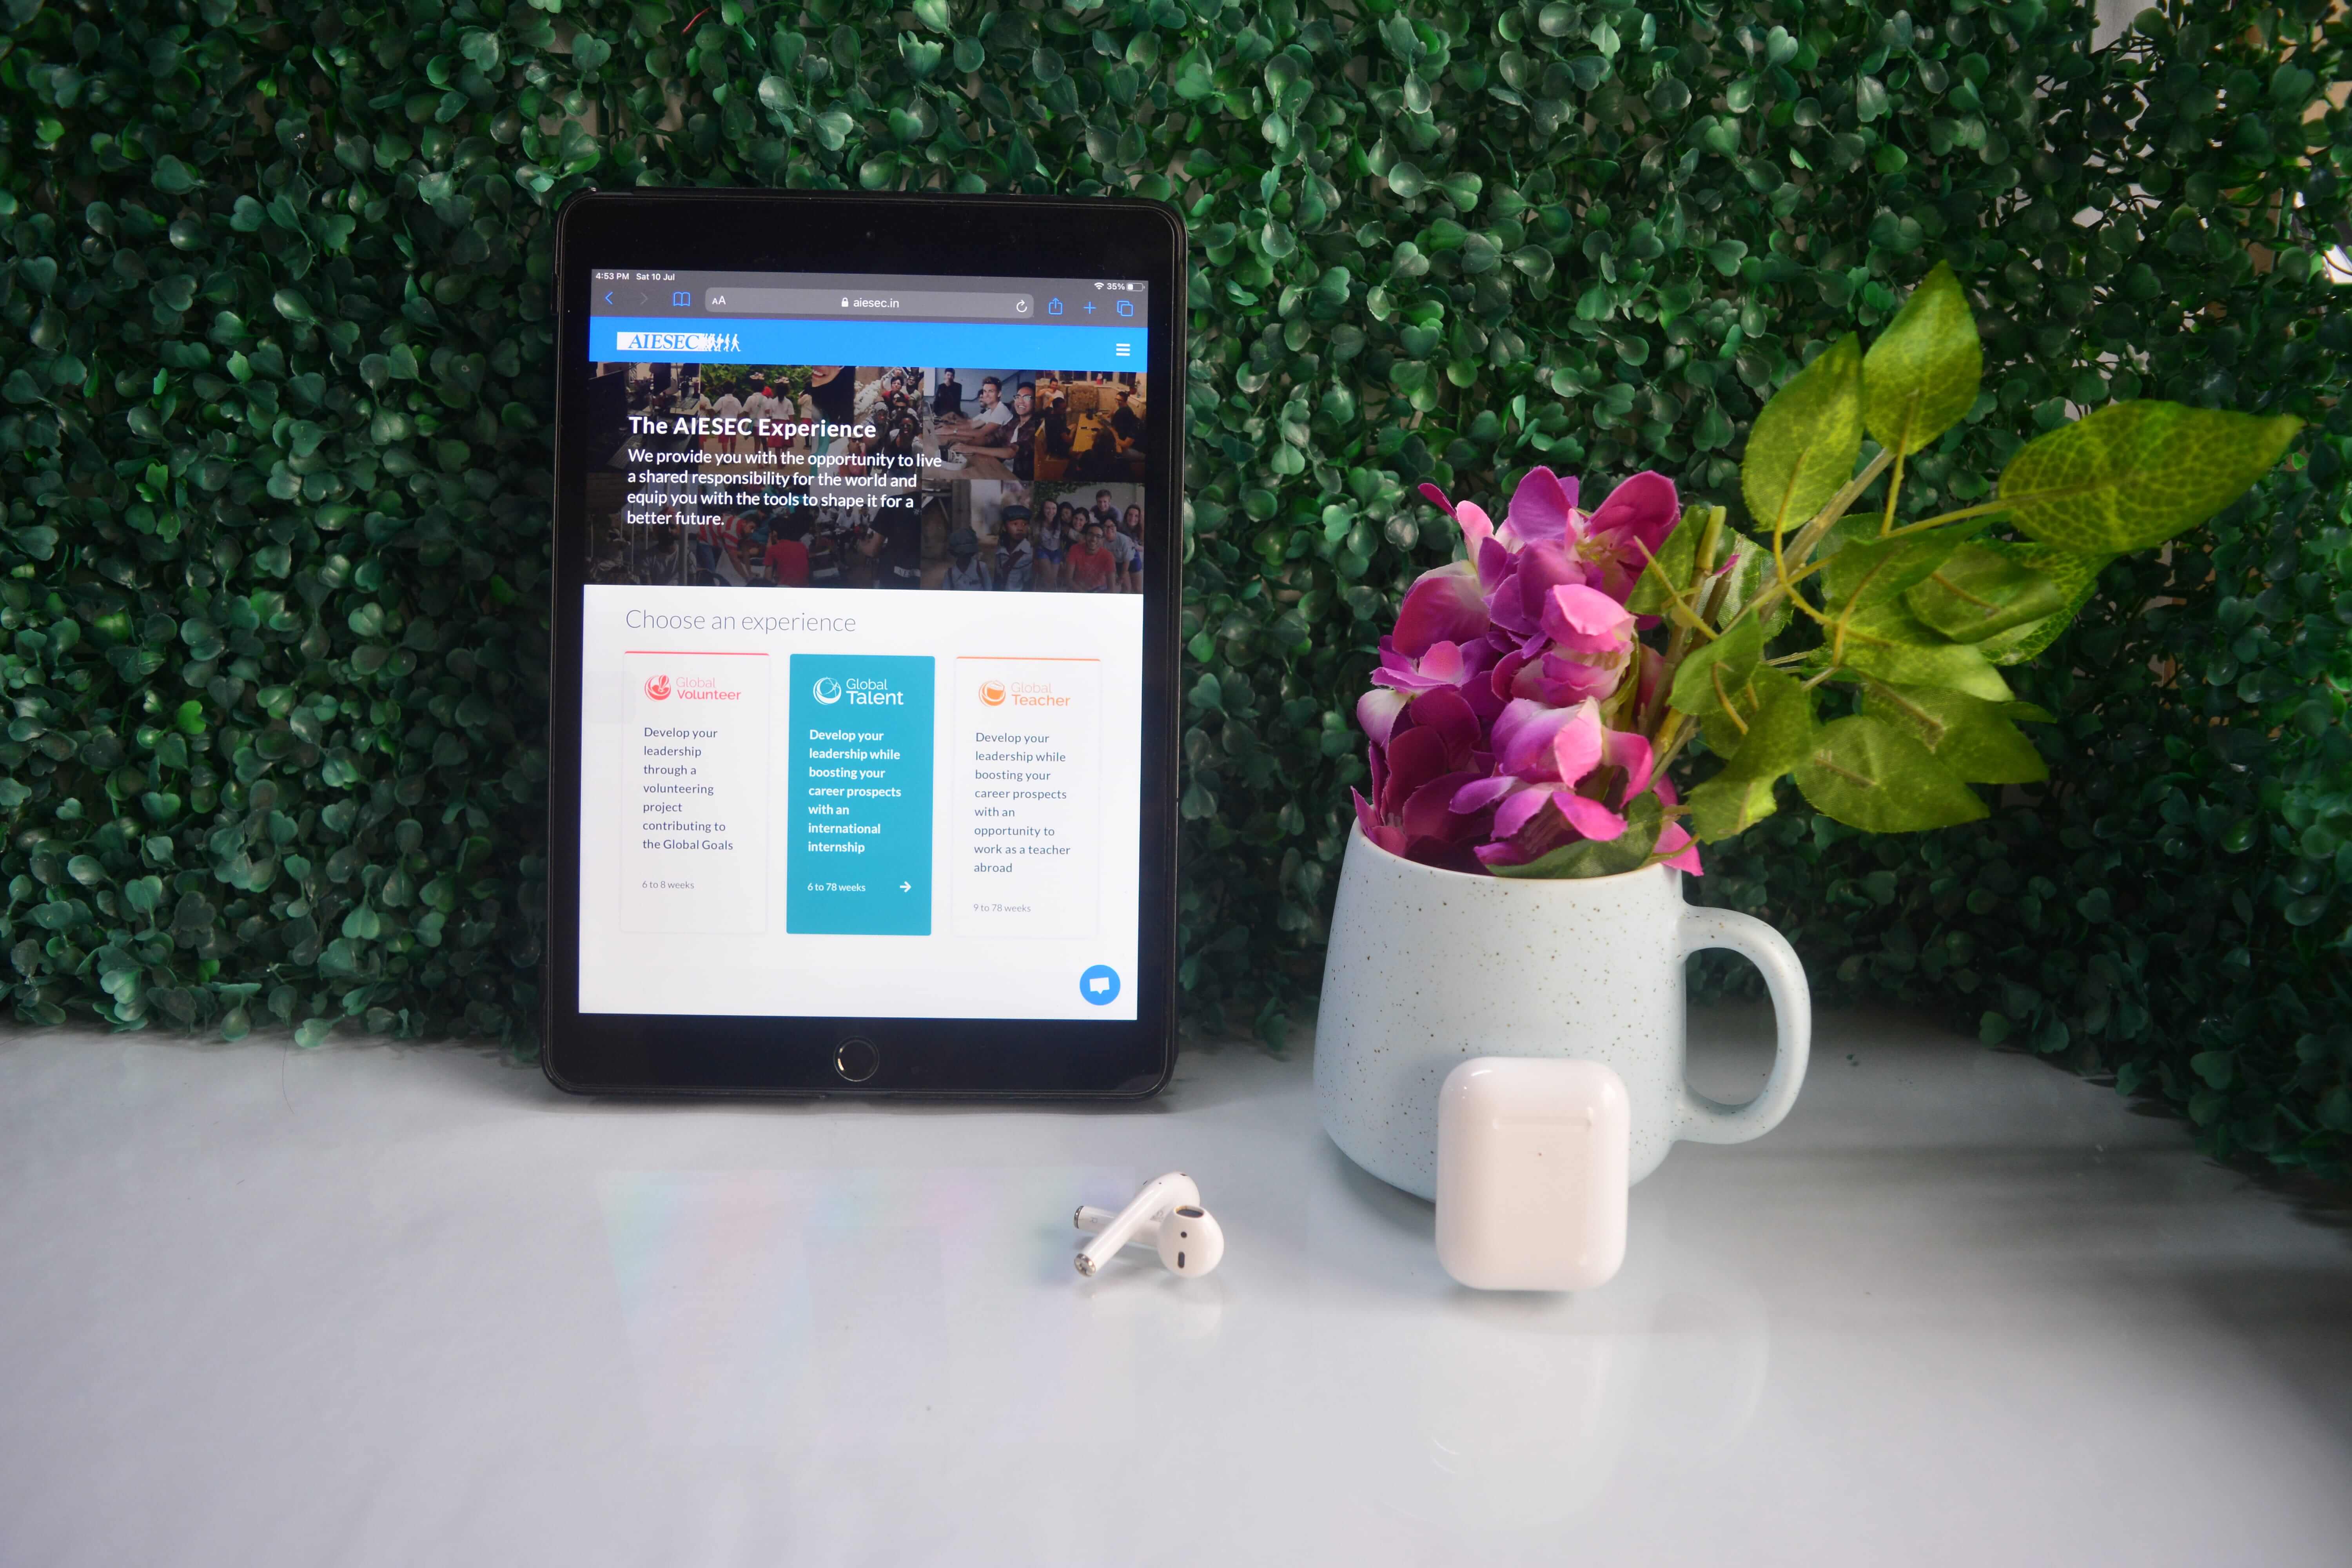 4:53 PM Sat 10 Jul
35%
AA
aiesec.in
AIESEC
The AIESEC Experience
We provide you with the opportunity to live
a shared responsibility for the world and
equip you with the tools to shape it for a
better future.
Choose an experience
Global
Volunteer
Develop your
leadership
through a
volunteering
project
contributing to
the Global Goals
6 to 8 weeks
Global
Talent
Develop your
leadership while
boosting your
career prospects
with an
international
internship
6 to 78 weeks
Global
Teacher
Develop your
leadership while
boosting your
career prospects
with an
opportunity to
work as a teacher
abroad
9 to 78 weeks